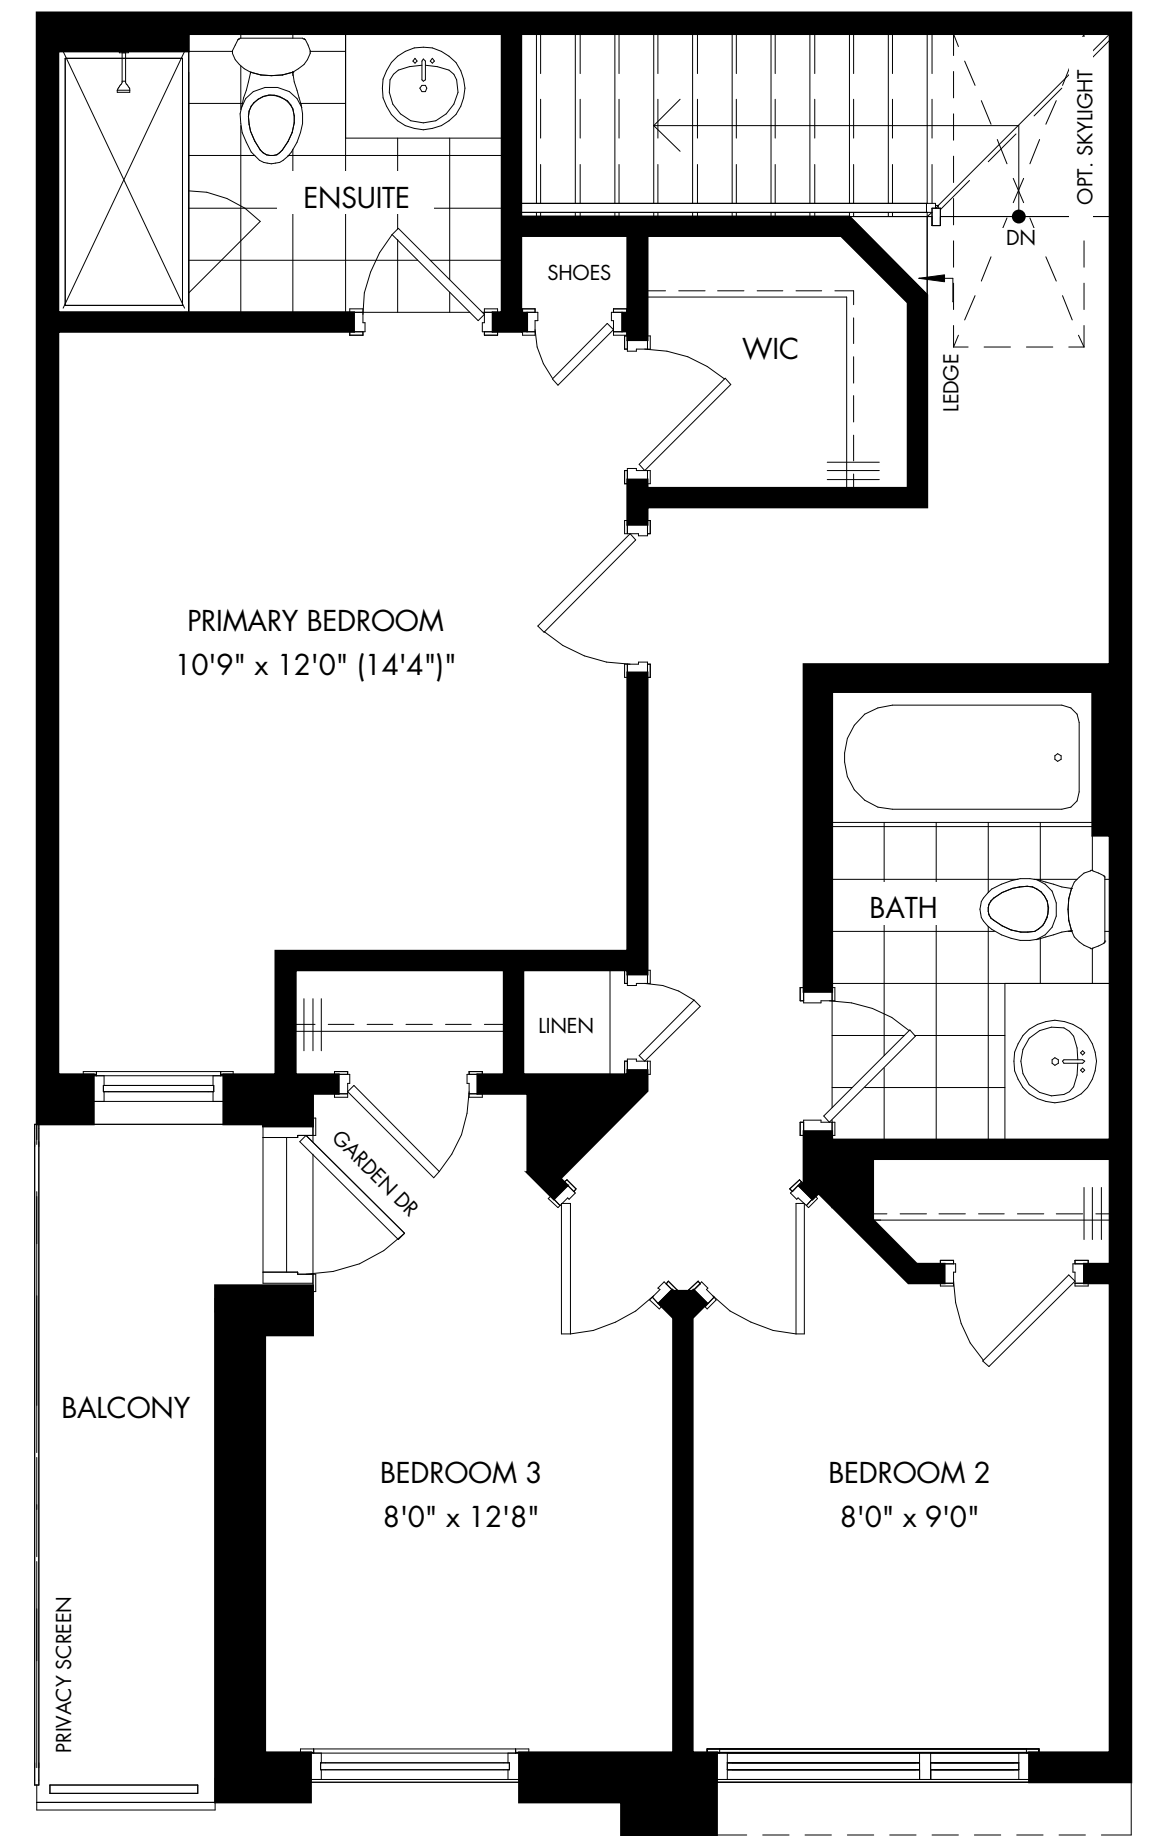 ENSUITE
OPT. SKYLIGHT
DN
SHOES
WIC
LEDGE
PRIMARY BEDROOM
10'9" x 12'0" (14'4")"
BATH
LINEN
GARDEN DR
BALCONY
BEDROOM 3
8'0" x 12'8"
BEDROOM 2
8'0" x 9'0"
PRIVACY SCREEN